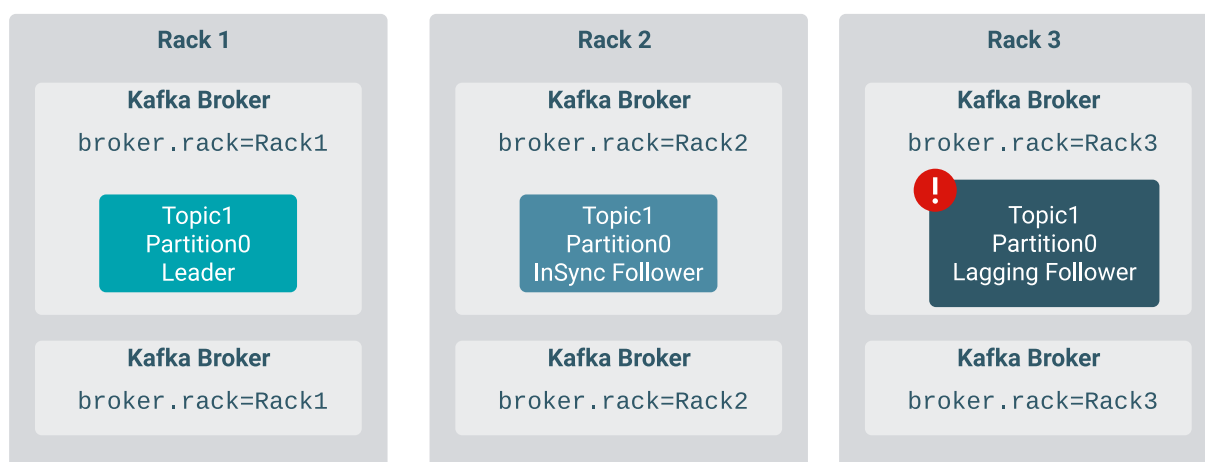 Rack 1
Kafka Broker
broker.rack=Rack1
Topic1
Partition0
Leader
Kafka Broker
broker.rack=Rack1
Rack 2
Kafka Broker
broker.rack=Rack2
Topic1
Partition0
InSync Follower
Kafka Broker
broker.rack=Rack2
Rack 3
Kafka Broker
broker.rack=Rack3
!
Topic1
Partition0
Lagging Follower
Kafka Broker
broker.rack=Rack3